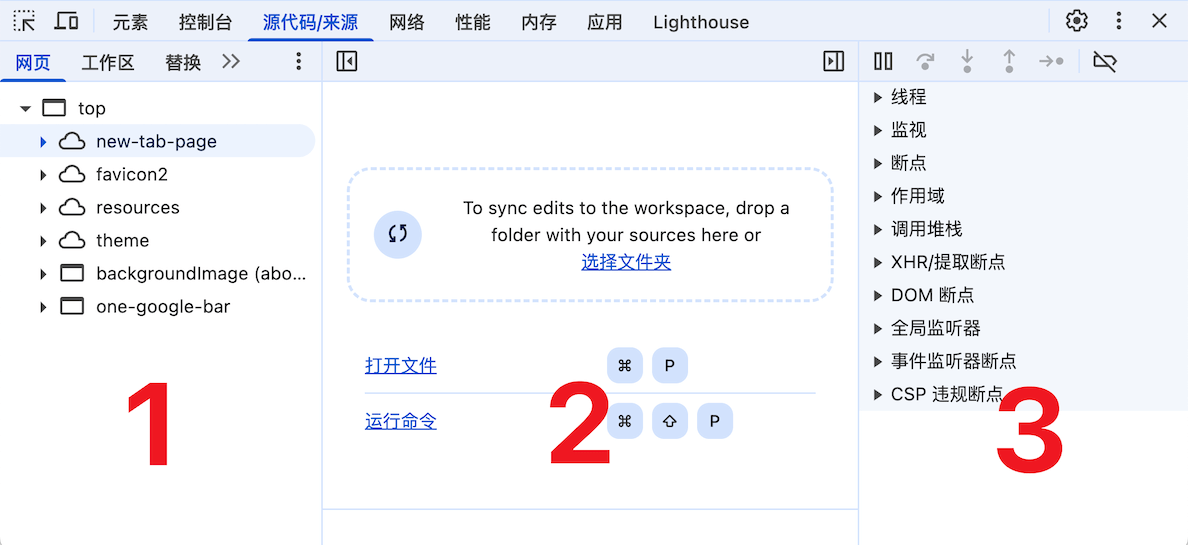 元素 控制台 源代码/来源 网络 性能 内存 应用 Lighthouse
网页 工作区 替换
top
new-tab-page
favicon2
resources
theme
backgroundImage (abo...
one-google-bar
1
To sync edits to the workspace, drop a
folder with your sources here or
选择文件夹
打开文件 ⌘ P
运行命令 ⌘ ⇧ P
2
线程
监视
断点
作用域
调用堆栈
XHR/提取断点
DOM 断点
全局监听器
事件监听器断点
CSP 违规断点
3